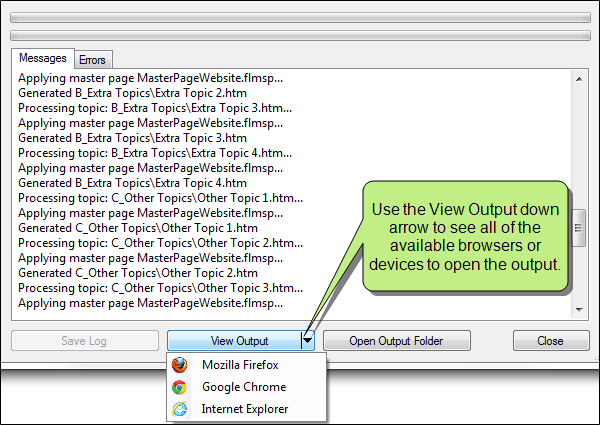 Messages
Errors
Applying master page MasterPageWebsite.flmsp...
Generated B_Extra Topics\Extra Topic 2.htm
Processing topic: B_Extra Topics\Extra Topic 3.htm...
Applying master page MasterPageWebsite.flmsp...
Generated B_Extra Topics\Extra Topic 3.htm
Processing topic: B_Extra Topics\Extra Topic 4.htm...
Applying master page MasterPageWebsite.flmsp...
Generated B_Extra Topics\Extra Topic 4.htm
Processing topic: C_Other Topics\Other Topic 1.htm...
Applying master page MasterPageWebsite.flmsp...
Generated C_Other Topics\Other Topic 1.htm
Processing topic: C_Other Topics\Other Topic 2.htm...
Applying master page MasterPageWebsite.flmsp...
Generated C_Other Topics\Other Topic 2.htm
Processing topic: C_Other Topics\Other Topic 3.htm...
Applying master page MasterPageWebsite.flmsp...
Use the View Output down
arrow to see all of the
available browsers or
devices to open the output.
Save Log
View Output
Open Output Folder
Close
Mozilla Firefox
Google Chrome
Internet Explorer